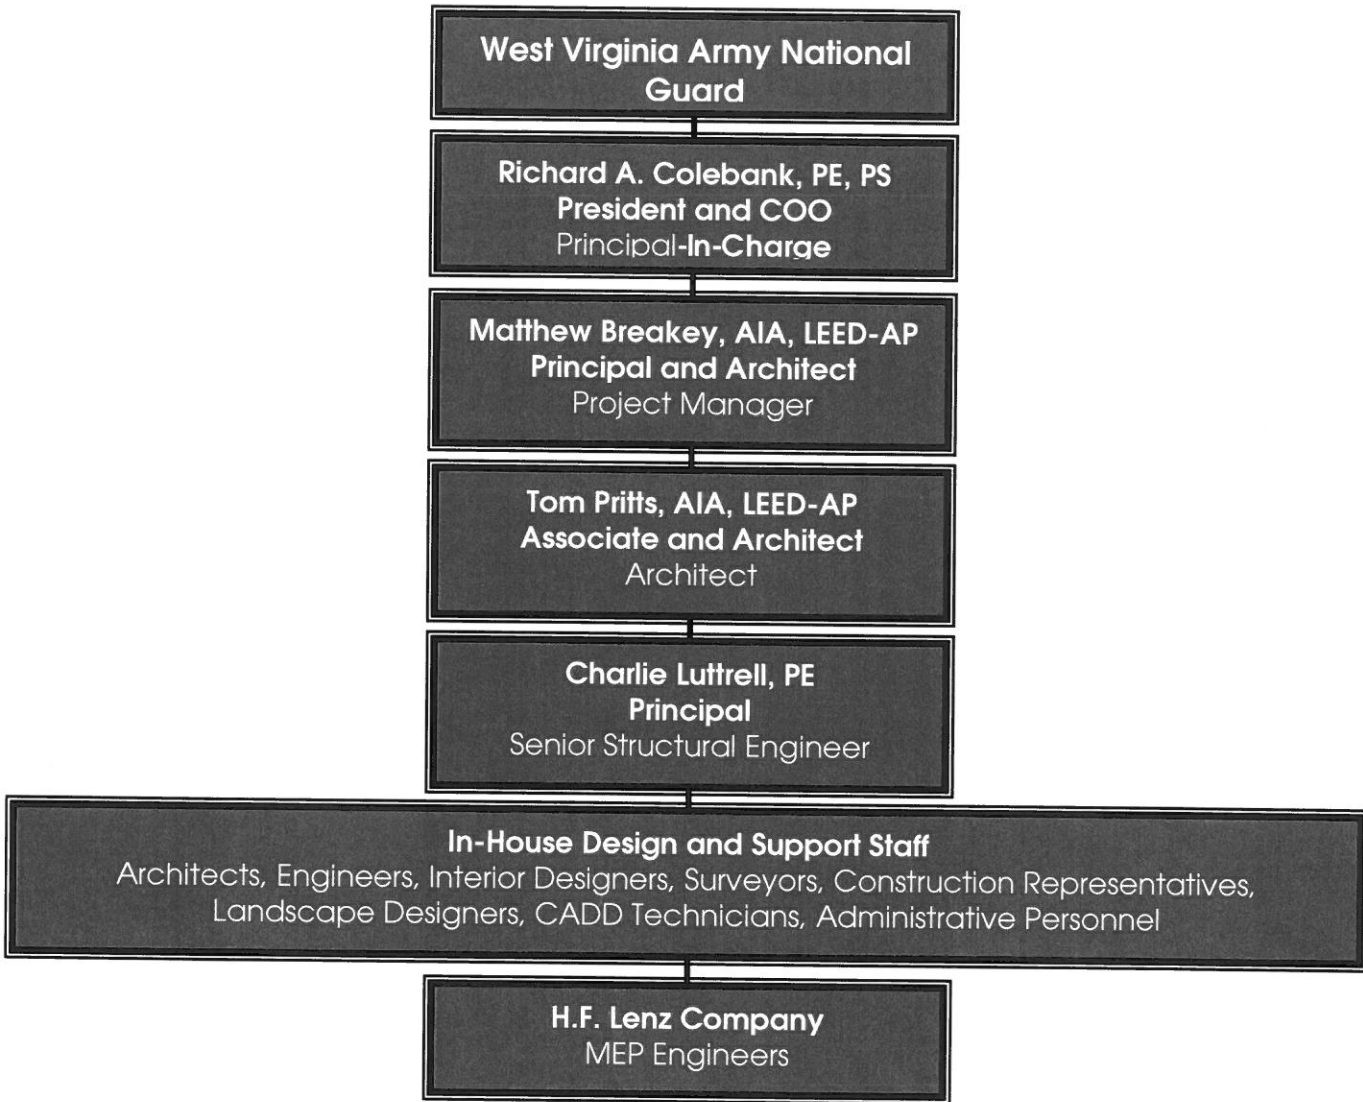 West Virginia Army National
Guard
Richard A. Colebank, PE, PS
President and COO
Principal-In-Charge
Matthew Breakey, AIA, LEED-AP
Principal and Architect
Project Manager
Tom Pritts, AIA, LEED-AP
Associate and Architect
Architect
Charlie Luttrell, PE
Principal
Senior Structural Engineer
In-House Design and Support Staff
Architects, Engineers, Interior Designers, Surveyors, Construction Representatives,
Landscape Designers, CADD Technicians, Administrative Personnel
H.F. Lenz Company
MEP Engineers